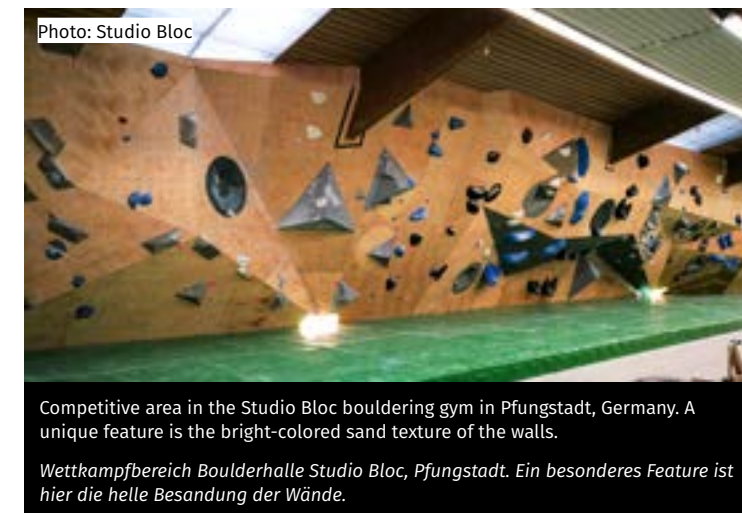 Photo: Studio Bloc
Competitive area in the Studio Bloc bouldering gym in Pfungstadt, Germany. A
unique feature is the bright-colored sand texture of the walls.
Wettkampfbereich Boulderhalle Studio Bloc, Pfungstadt. Ein besonderes Feature ist
hier die helle Besandung der Wände.